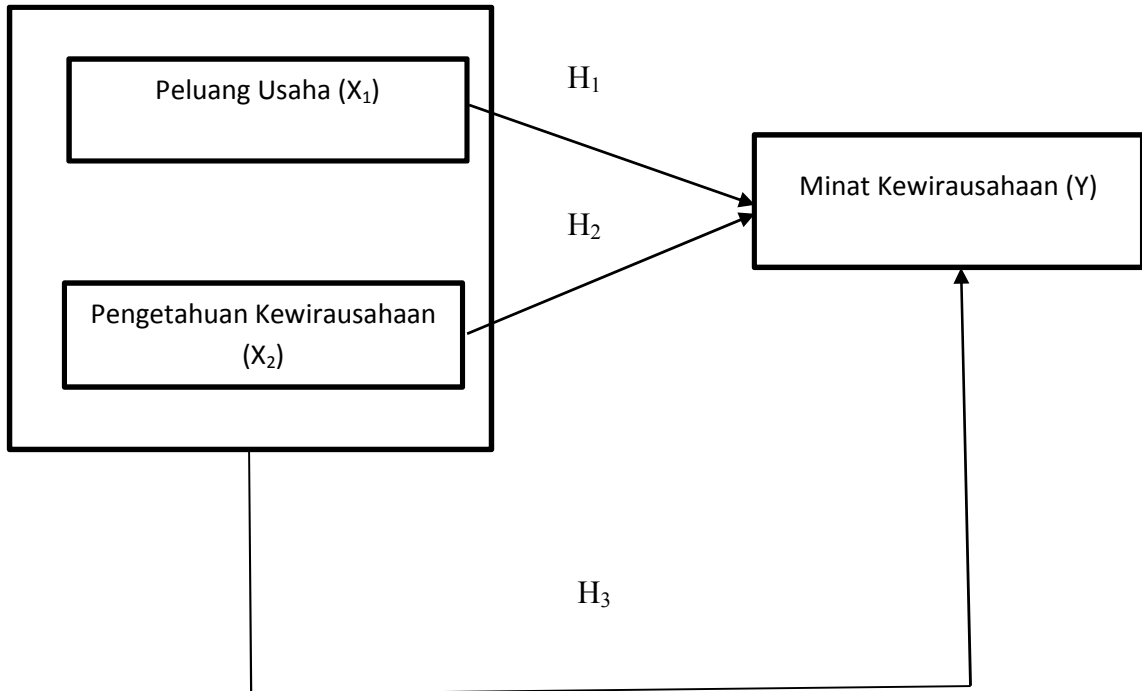 Peluang Usaha (X₁)
H₁
Minat Kewirausahaan (Y)
H₂
Pengetahuan Kewirausahaan
(X₂)
H₃